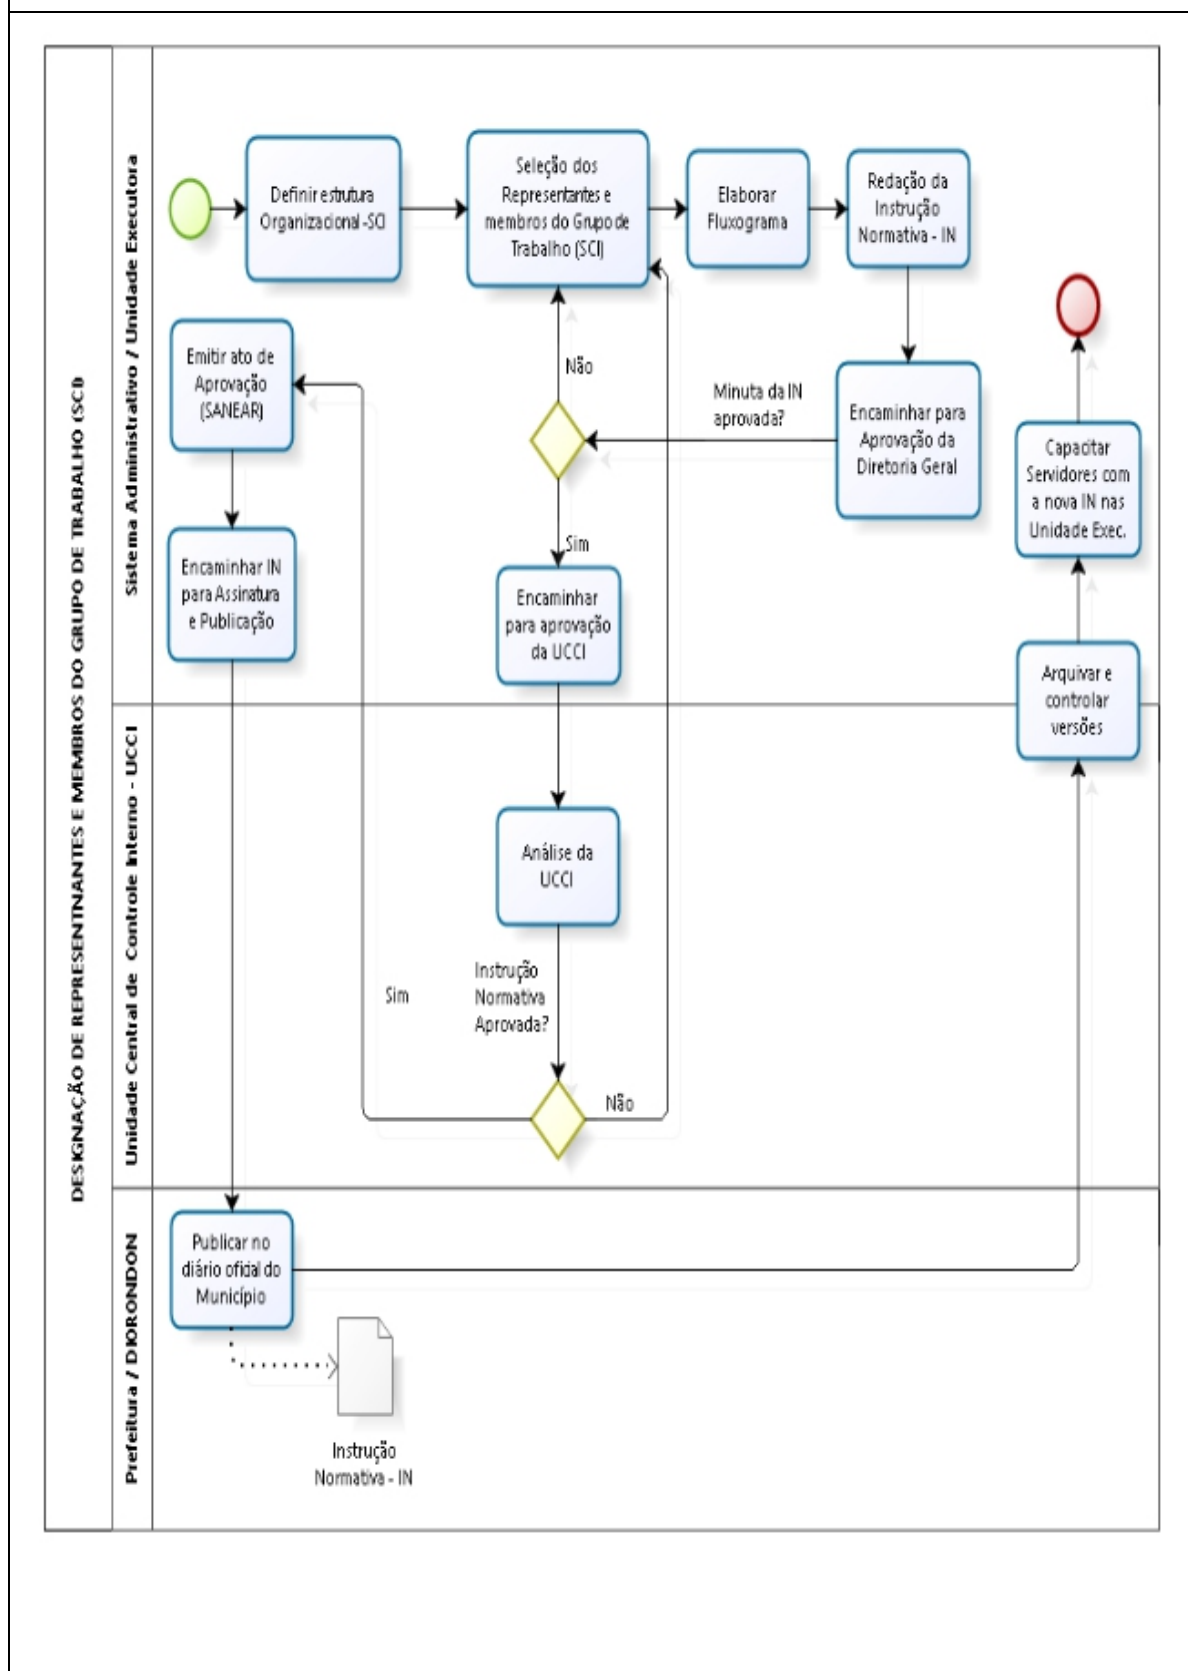 DESIGNAÇÃO DE REPRESENTNANTES E MEMBROS DO GRUPO DE TRABALHO (SCI)
Sistema Administrativo / Unidade Executora
Definir estrutura
Organizacional -SCI
Seleção dos
Representantes e
membros do Grupo de
Trabalho (SCI)
Elaborar
Fluxograma
Redação da
Instrução
Normativa - IN
Encaminhar para
Aprovação da
Diretoria Geral
Minuta da IN
aprovada?
Não
Sim
Encaminhar
para aprovação
da UCCI
Emitir ato de
Aprovação
(SANEAR)
Encaminhar IN
para Assinatura
e Publicação
Capacitar
Servidores com
a nova IN nas
Unidade Exec.
Arquivar e
controlar
versões
Unidade Central de Controle Interno - UCCI
Análise da
UCCI
Instrução
Normativa
Aprovada?
Sim
Não
Prefeitura / DIORONDON
Publicar no
diário oficial do
Município
Instrução
Normativa - IN